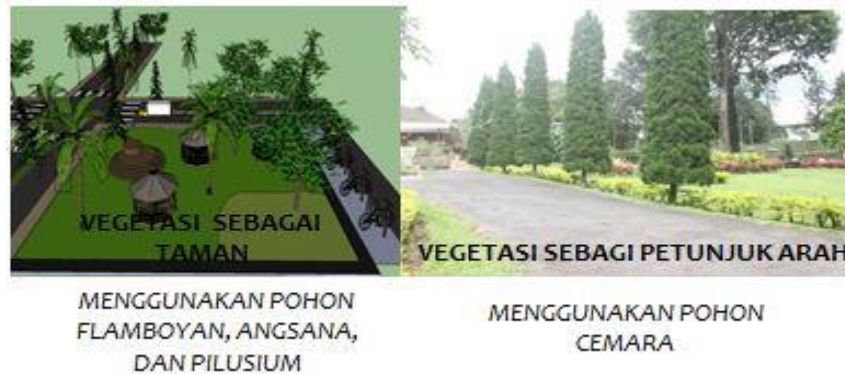 VEGETASI SEBAGAI
TAMAN
VEGETASI SEBAGI PETUNJUK ARAH
MENGGUNAKAN POHON
FLAMBOYAN, ANGSANA,
DAN PILUSIUM
MENGGUNAKAN POHON
CEMARA